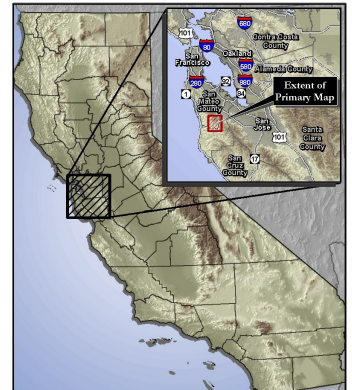 680
101
80
Contra Costa
County
Oakland
San
Francisco
580
Alameda County
280
92
880
84
Extent of
Primary Map
1
San
Mateo
County
San
Jose
101
Santa
Clara
County
17
San
Cruz
County